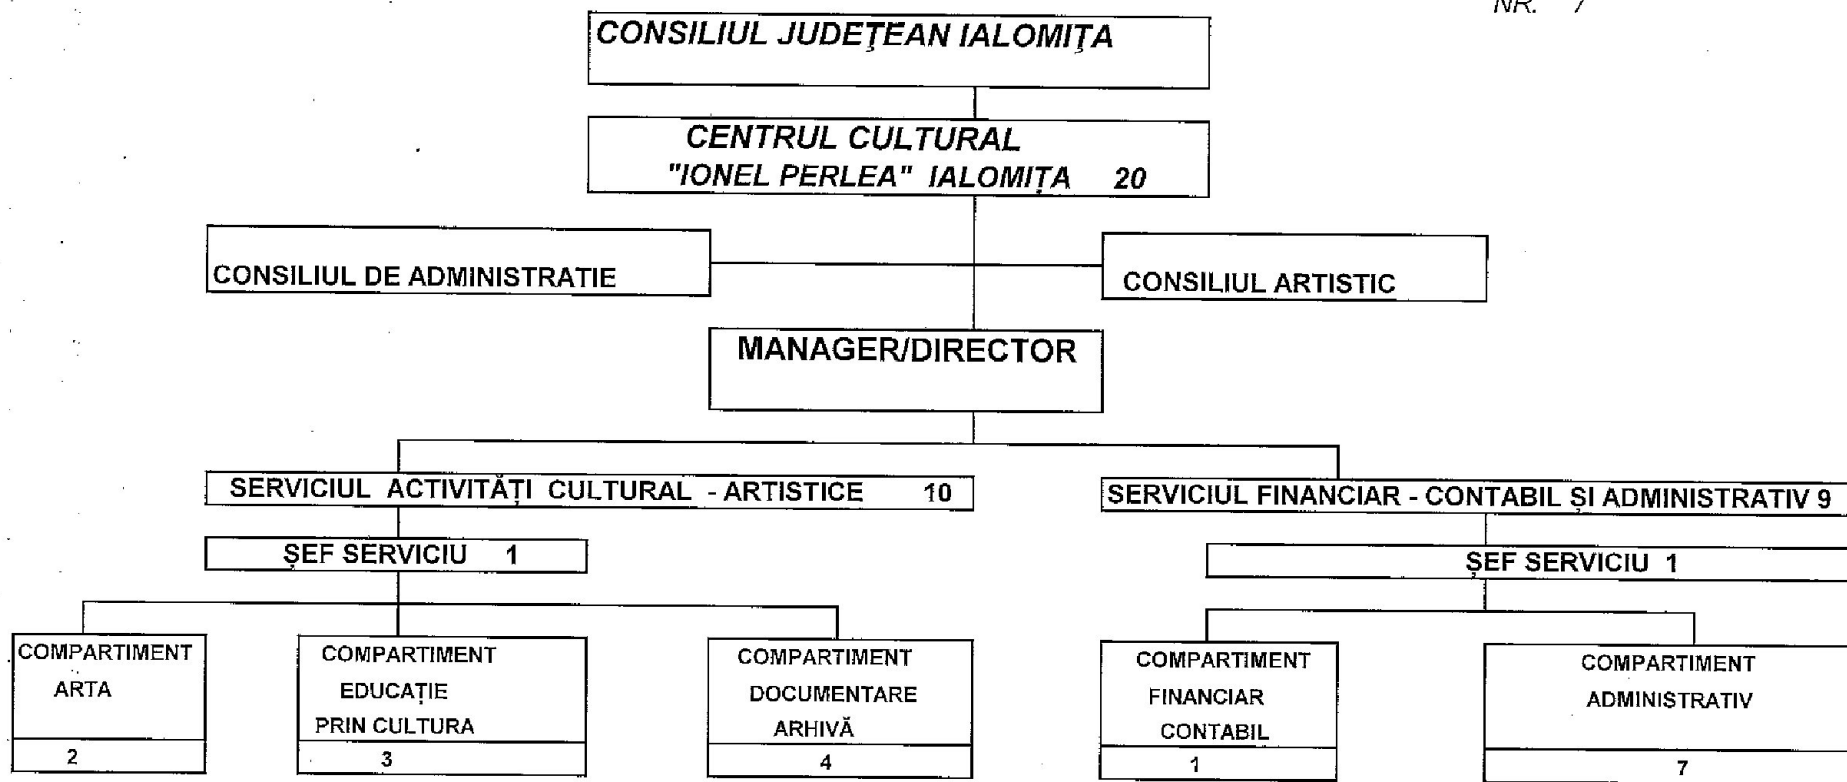 NR. 7
CONSILIUL JUDEȚEAN IALOMIȚA
CENTRUL CULTURAL
"IONEL PERLEA" IALOMIȚA 20
CONSILIUL DE ADMINISTRATIE
CONSILIUL ARTISTIC
MANAGER/DIRECTOR
SERVICIUL ACTIVITĂȚI CULTURAL - ARTISTICE 10
SERVICIUL FINANCIAR - CONTABIL ȘI ADMINISTRATIV 9
ȘEF SERVICIU 1
ȘEF SERVICIU 1
COMPARTIMENT
ARTA
2
COMPARTIMENT
EDUCAȚIE
PRIN CULTURA
3
COMPARTIMENT
DOCUMENTARE
ARHIVĂ
4
COMPARTIMENT
FINANCIAR
CONTABIL
1
COMPARTIMENT
ADMINISTRATIV
7